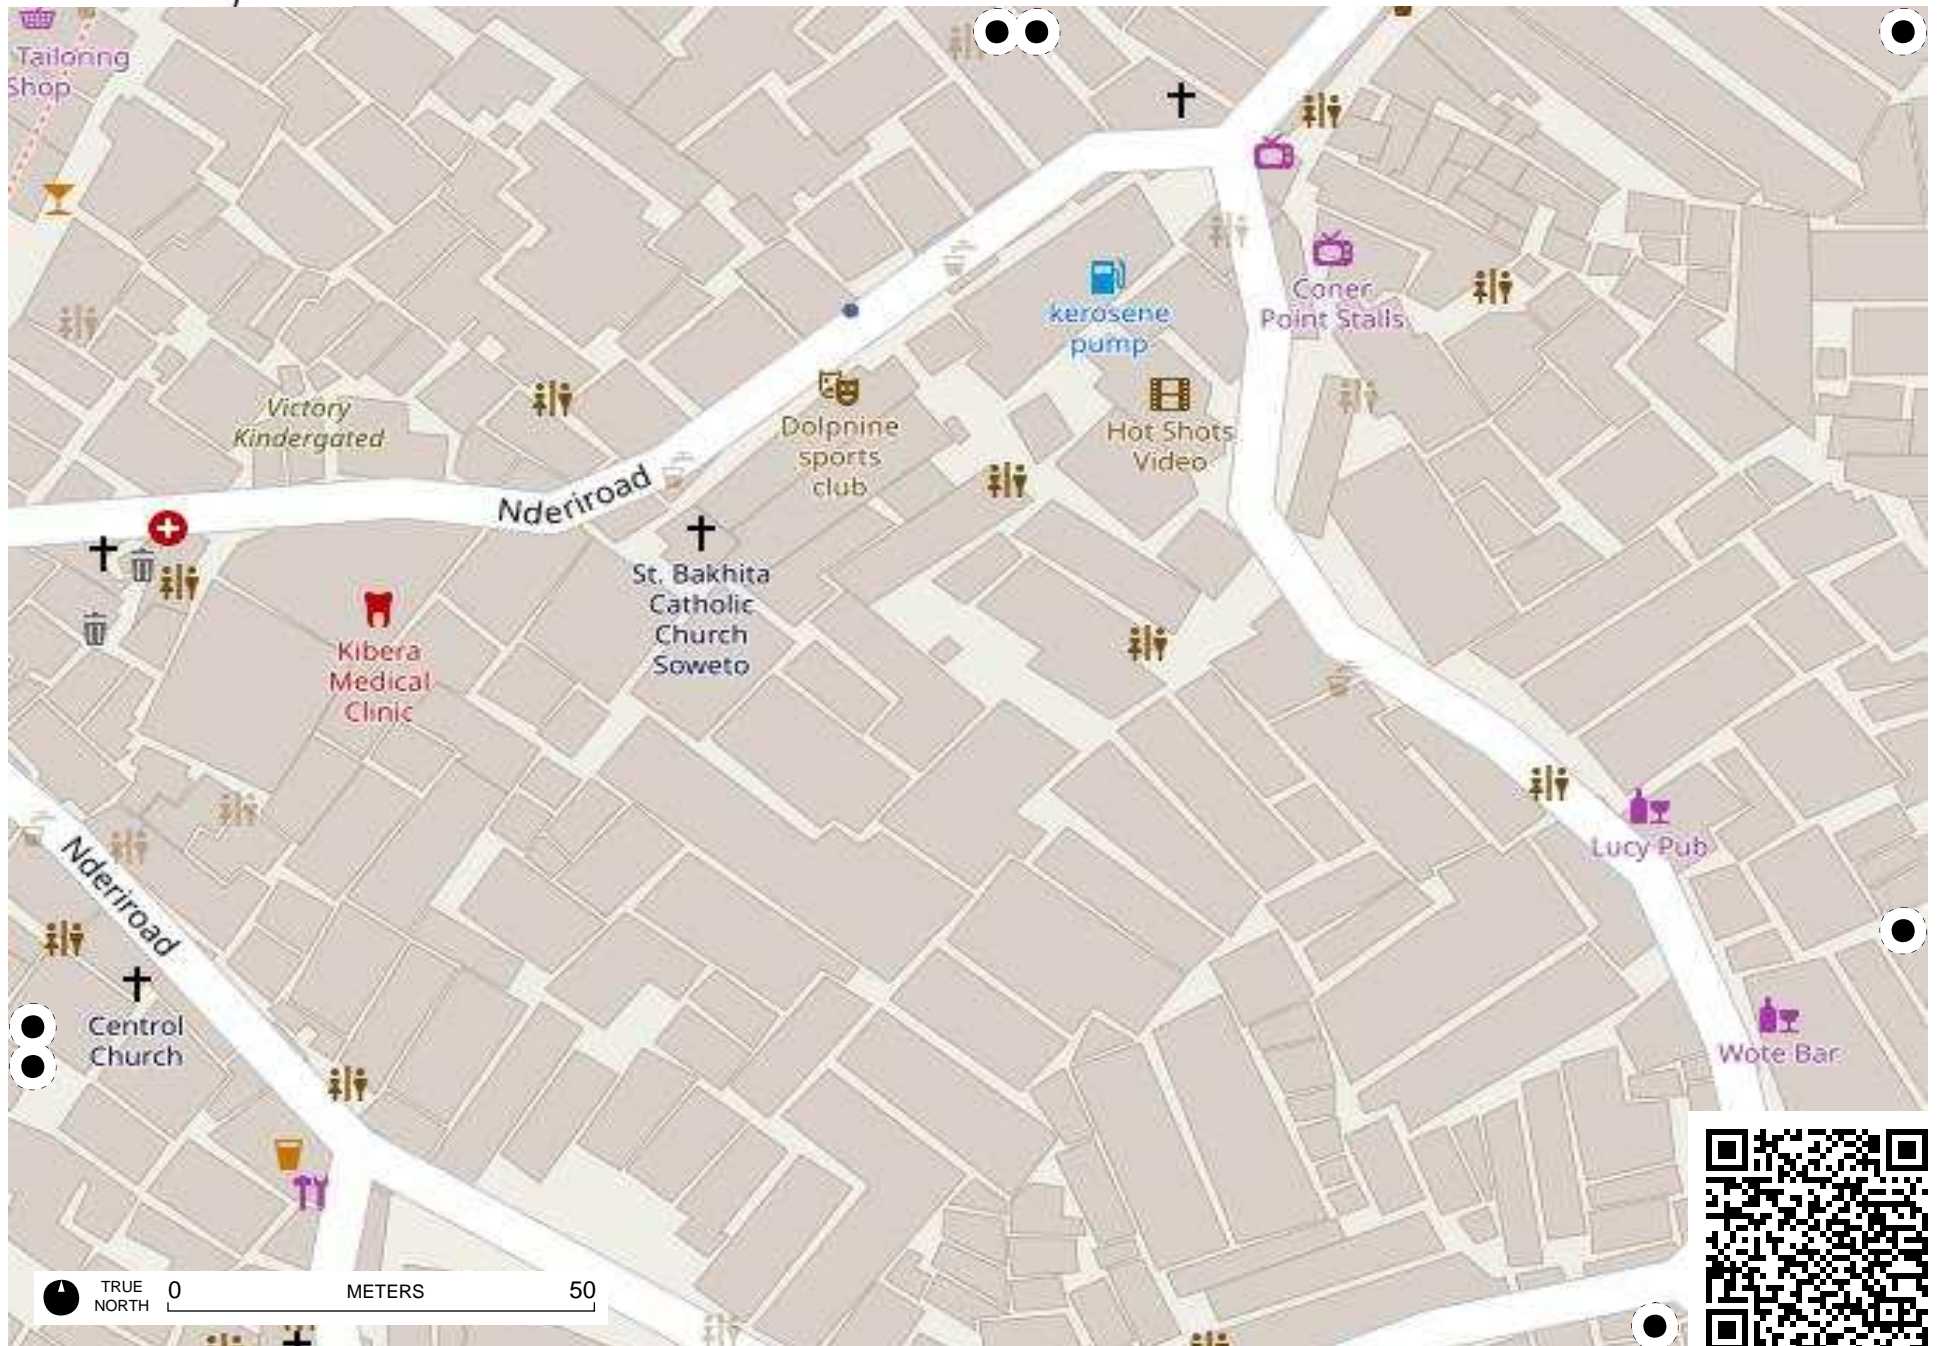 Tailoring
Shop
Coner
Point Stalls
kerosene
pump
Hot Shots
Video
Dolpnine
sports
club
Victory
Kindergated
Nderiroad
St. Bakhita
Catholic
Church
Soweto
Kibera
Medical
Clinic
Lucy Pub
Nderiroad
Centrol
Church
Wote Bar
TRUE
NORTH
0 METERS 50